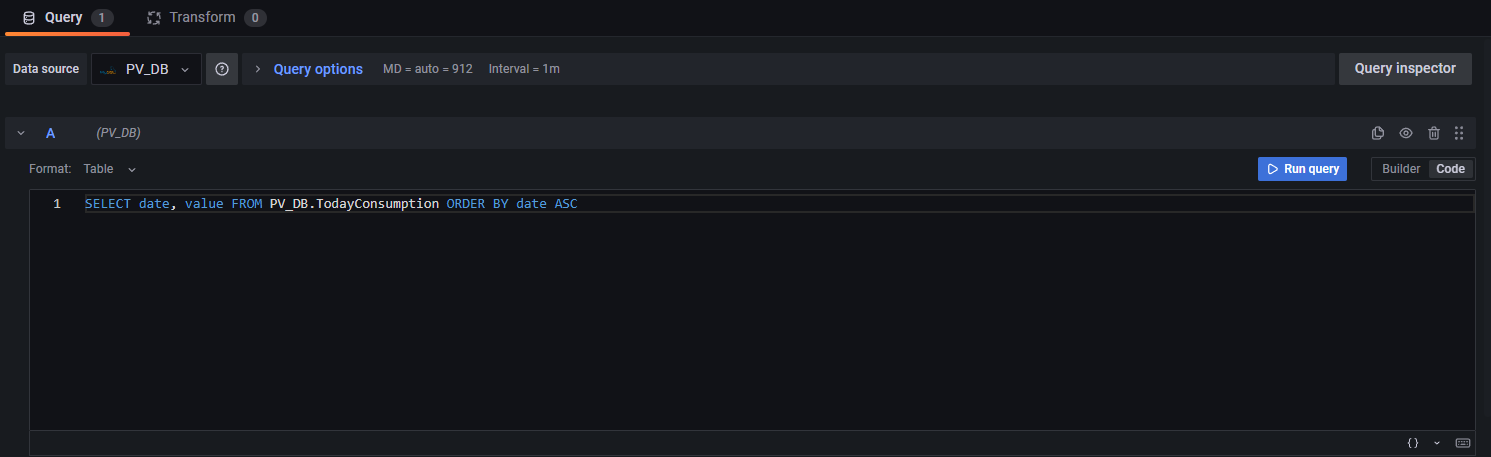 Query 1 Transform 0
Data source PV_DB Query options MD = auto = 912 Interval = 1m Query inspector
A (PV_DB)
Format: Table Run query Builder Code
1 SELECT date, value FROM PV_DB.TodayConsumption ORDER BY date ASC
{}